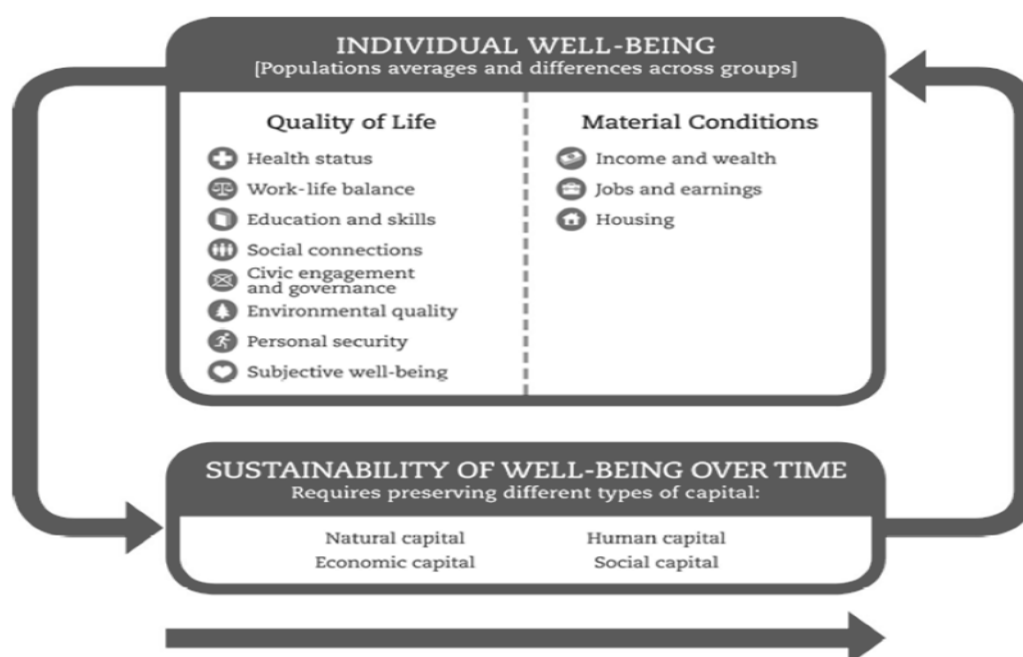 INDIVIDUAL WELL-BEING
[Populations averages and differences across groups]
Quality of Life
Health status
Work-life balance
Education and skills
Social connections
Civic engagement
and governance
Environmental quality
Personal security
Subjective well-being
Material Conditions
Income and wealth
Jobs and earnings
Housing
SUSTAINABILITY OF WELL-BEING OVER TIME
Requires preserving different types of capital:
Natural capital
Human capital
Economic capital
Social capital